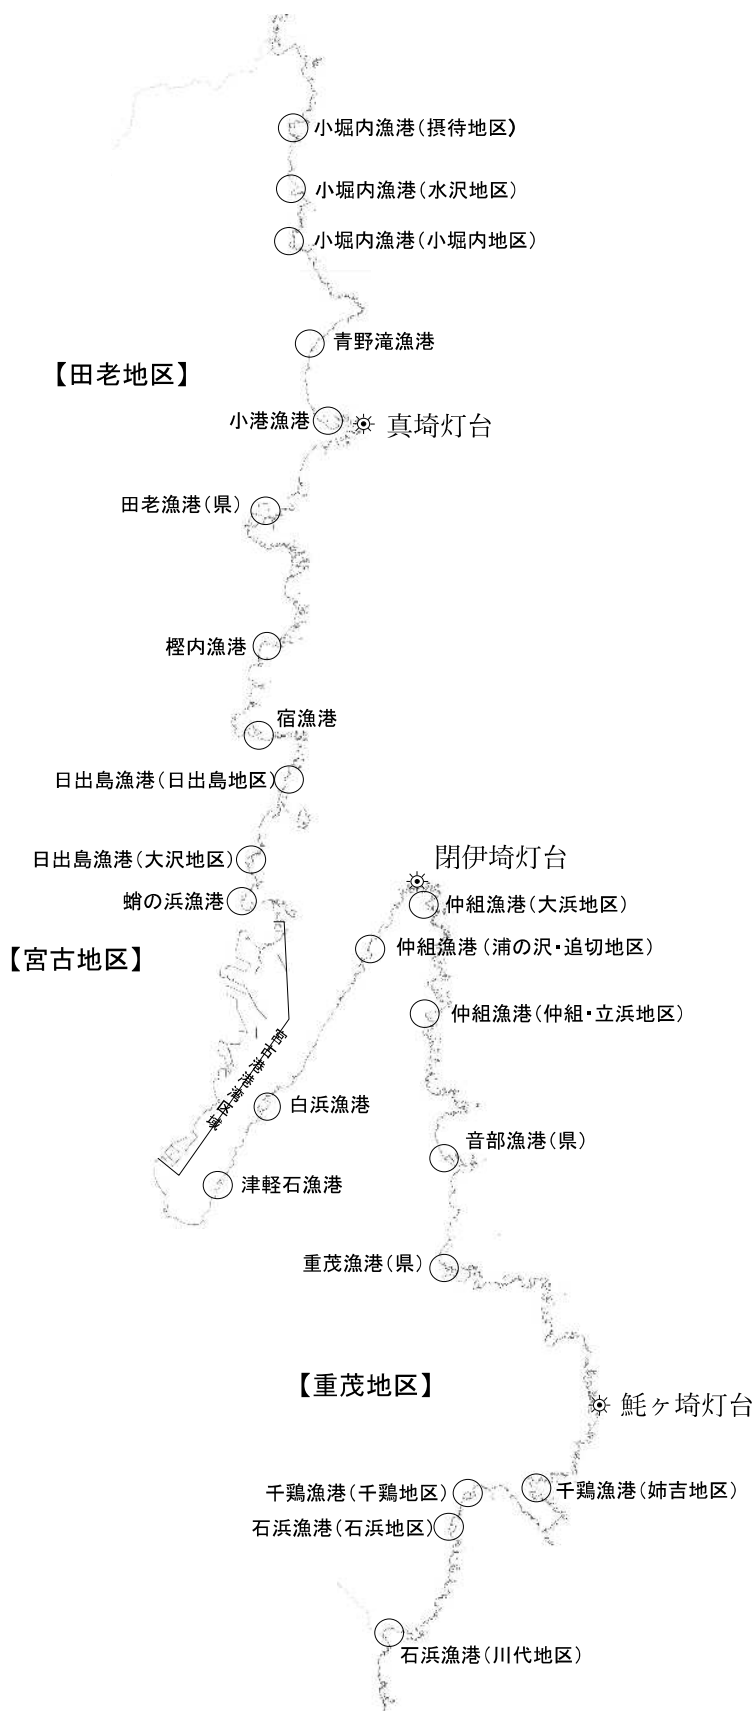 小堀内漁港(摂待地区)
小堀内漁港(水沢地区)
小堀内漁港(小堀内地区)
青野滝漁港
【田老地区】
小港漁港
真埼灯台
田老漁港(県)
樫内漁港
宿漁港
日出島漁港(日出島地区)
日出島漁港(大沢地区)
閉伊埼灯台
蛸の浜漁港
仲組漁港(大浜地区)
【宮古地区】
仲組漁港(浦の沢・追切地区)
仲組漁港(仲組・立浜地区)
宮古港港湾区域
白浜漁港
音部漁港(県)
津軽石漁港
重茂漁港(県)
【重茂地区】
魹ヶ埼灯台
千鶏漁港(千鶏地区)
千鶏漁港(姉吉地区)
石浜漁港(石浜地区)
石浜漁港(川代地区)